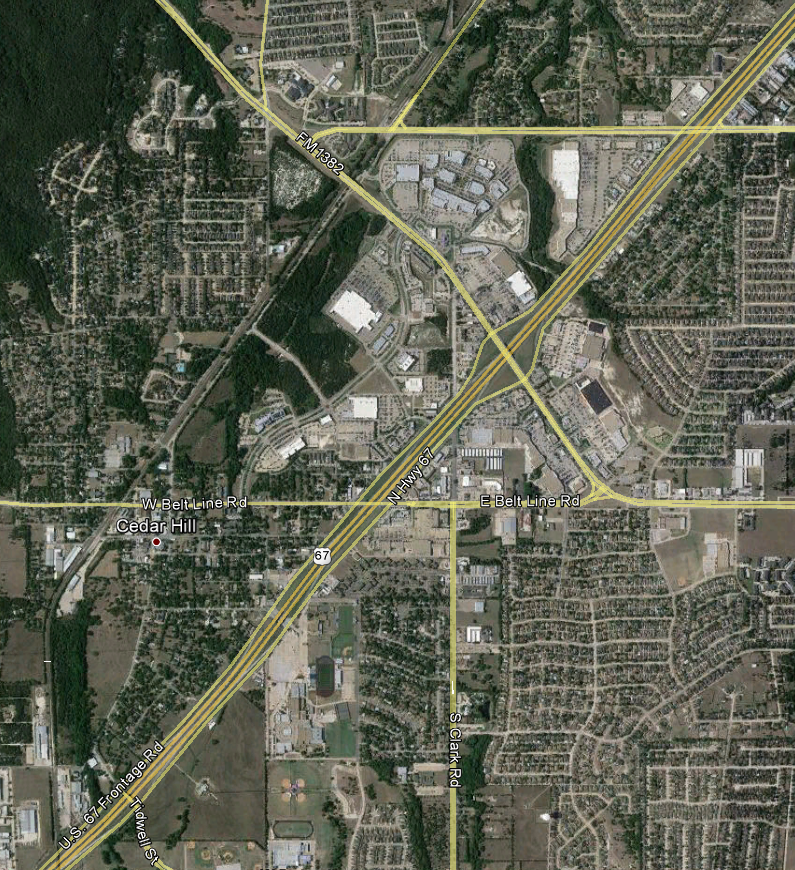 FM 1382
N Hwy 67
W Belt Line Rd
E Belt Line Rd
Cedar Hill
67
S Clark Rd
U.S. 67 Frontage Rd
Tidwell St